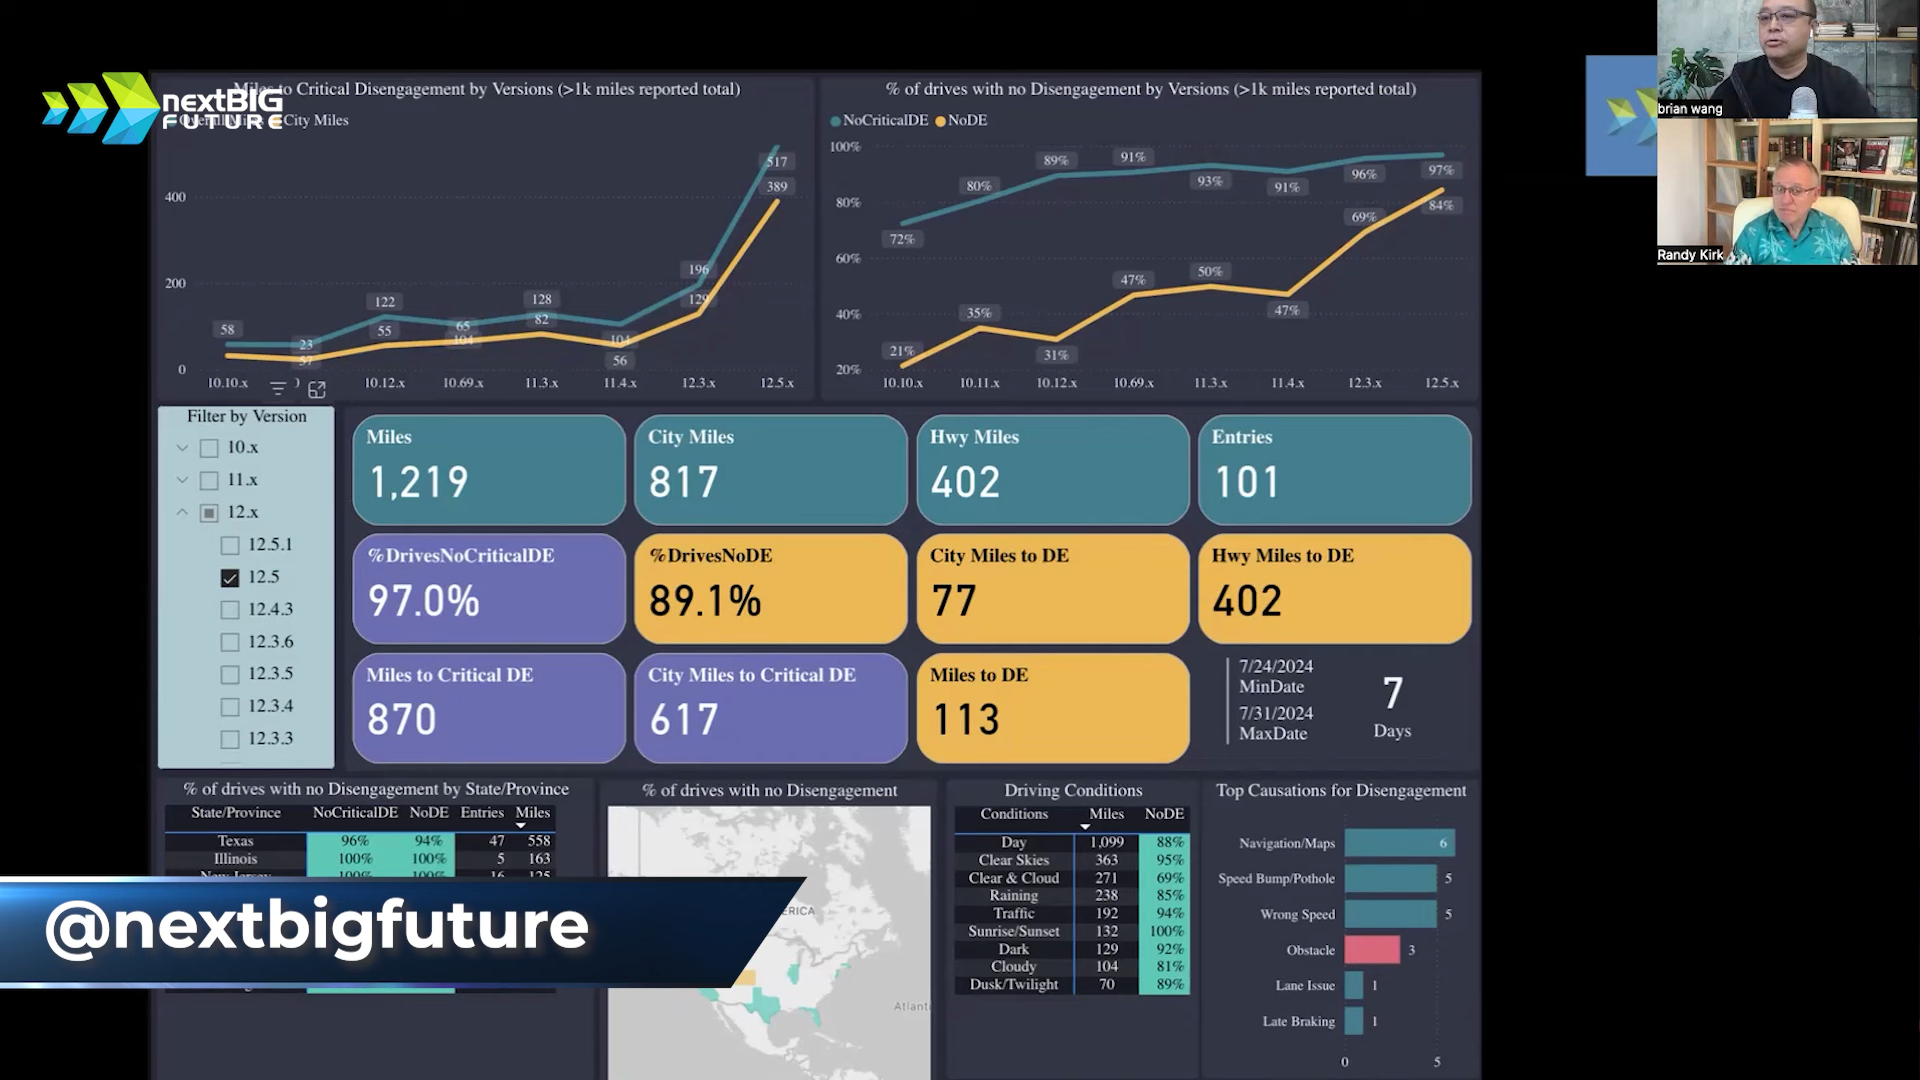 Miles to Critical Disengagement by Versions (>1k miles reported total)
nextBIG
FUTURE
City Miles
400
200
0
58
23
57
122
55
65
104
128
82
104
56
196
129
517
389
10.10.x
10.12.x
10.69.x
11.3.x
11.4.x
12.3.x
12.5.x
% of drives with no Disengagement by Versions (>1k miles reported total)
NoCriticalDE
NoDE
100%
80%
60%
40%
20%
72%
80%
89%
91%
93%
91%
96%
97%
21%
35%
31%
47%
50%
47%
69%
84%
10.10.x
10.11.x
10.12.x
10.69.x
11.3.x
11.4.x
12.3.x
12.5.x
brian wang
Randy Kirk
Filter by Version
10.x
11.x
12.x
12.5.1
12.5
12.4.3
12.3.6
12.3.5
12.3.4
12.3.3
Miles
1,219
City Miles
817
Hwy Miles
402
Entries
101
%DrivesNoCriticalDE
97.0%
%DrivesNoDE
89.1%
City Miles to DE
77
Hwy Miles to DE
402
Miles to Critical DE
870
City Miles to Critical DE
617
Miles to DE
113
7/24/2024
MinDate
7/31/2024
MaxDate
7
Days
% of drives with no Disengagement by State/Province
State/Province NoCriticalDE NoDE Entries Miles
Texas 96% 94% 47 558
Illinois 100% 100% 5 163
New Jersey 100% 100% 16 125
@nextbigfuture
% of drives with no Disengagement
ERICA
Atlanti
Driving Conditions
Conditions Miles NoDE
Day 1,099 88%
Clear Skies 363 95%
Clear & Cloud 271 69%
Raining 238 85%
Traffic 192 94%
Sunrise/Sunset 132 100%
Dark 129 92%
Cloudy 104 81%
Dusk/Twilight 70 89%
Top Causations for Disengagement
Navigation/Maps 6
Speed Bump/Pothole 5
Wrong Speed 5
Obstacle 3
Lane Issue 1
Late Braking 1
0 5